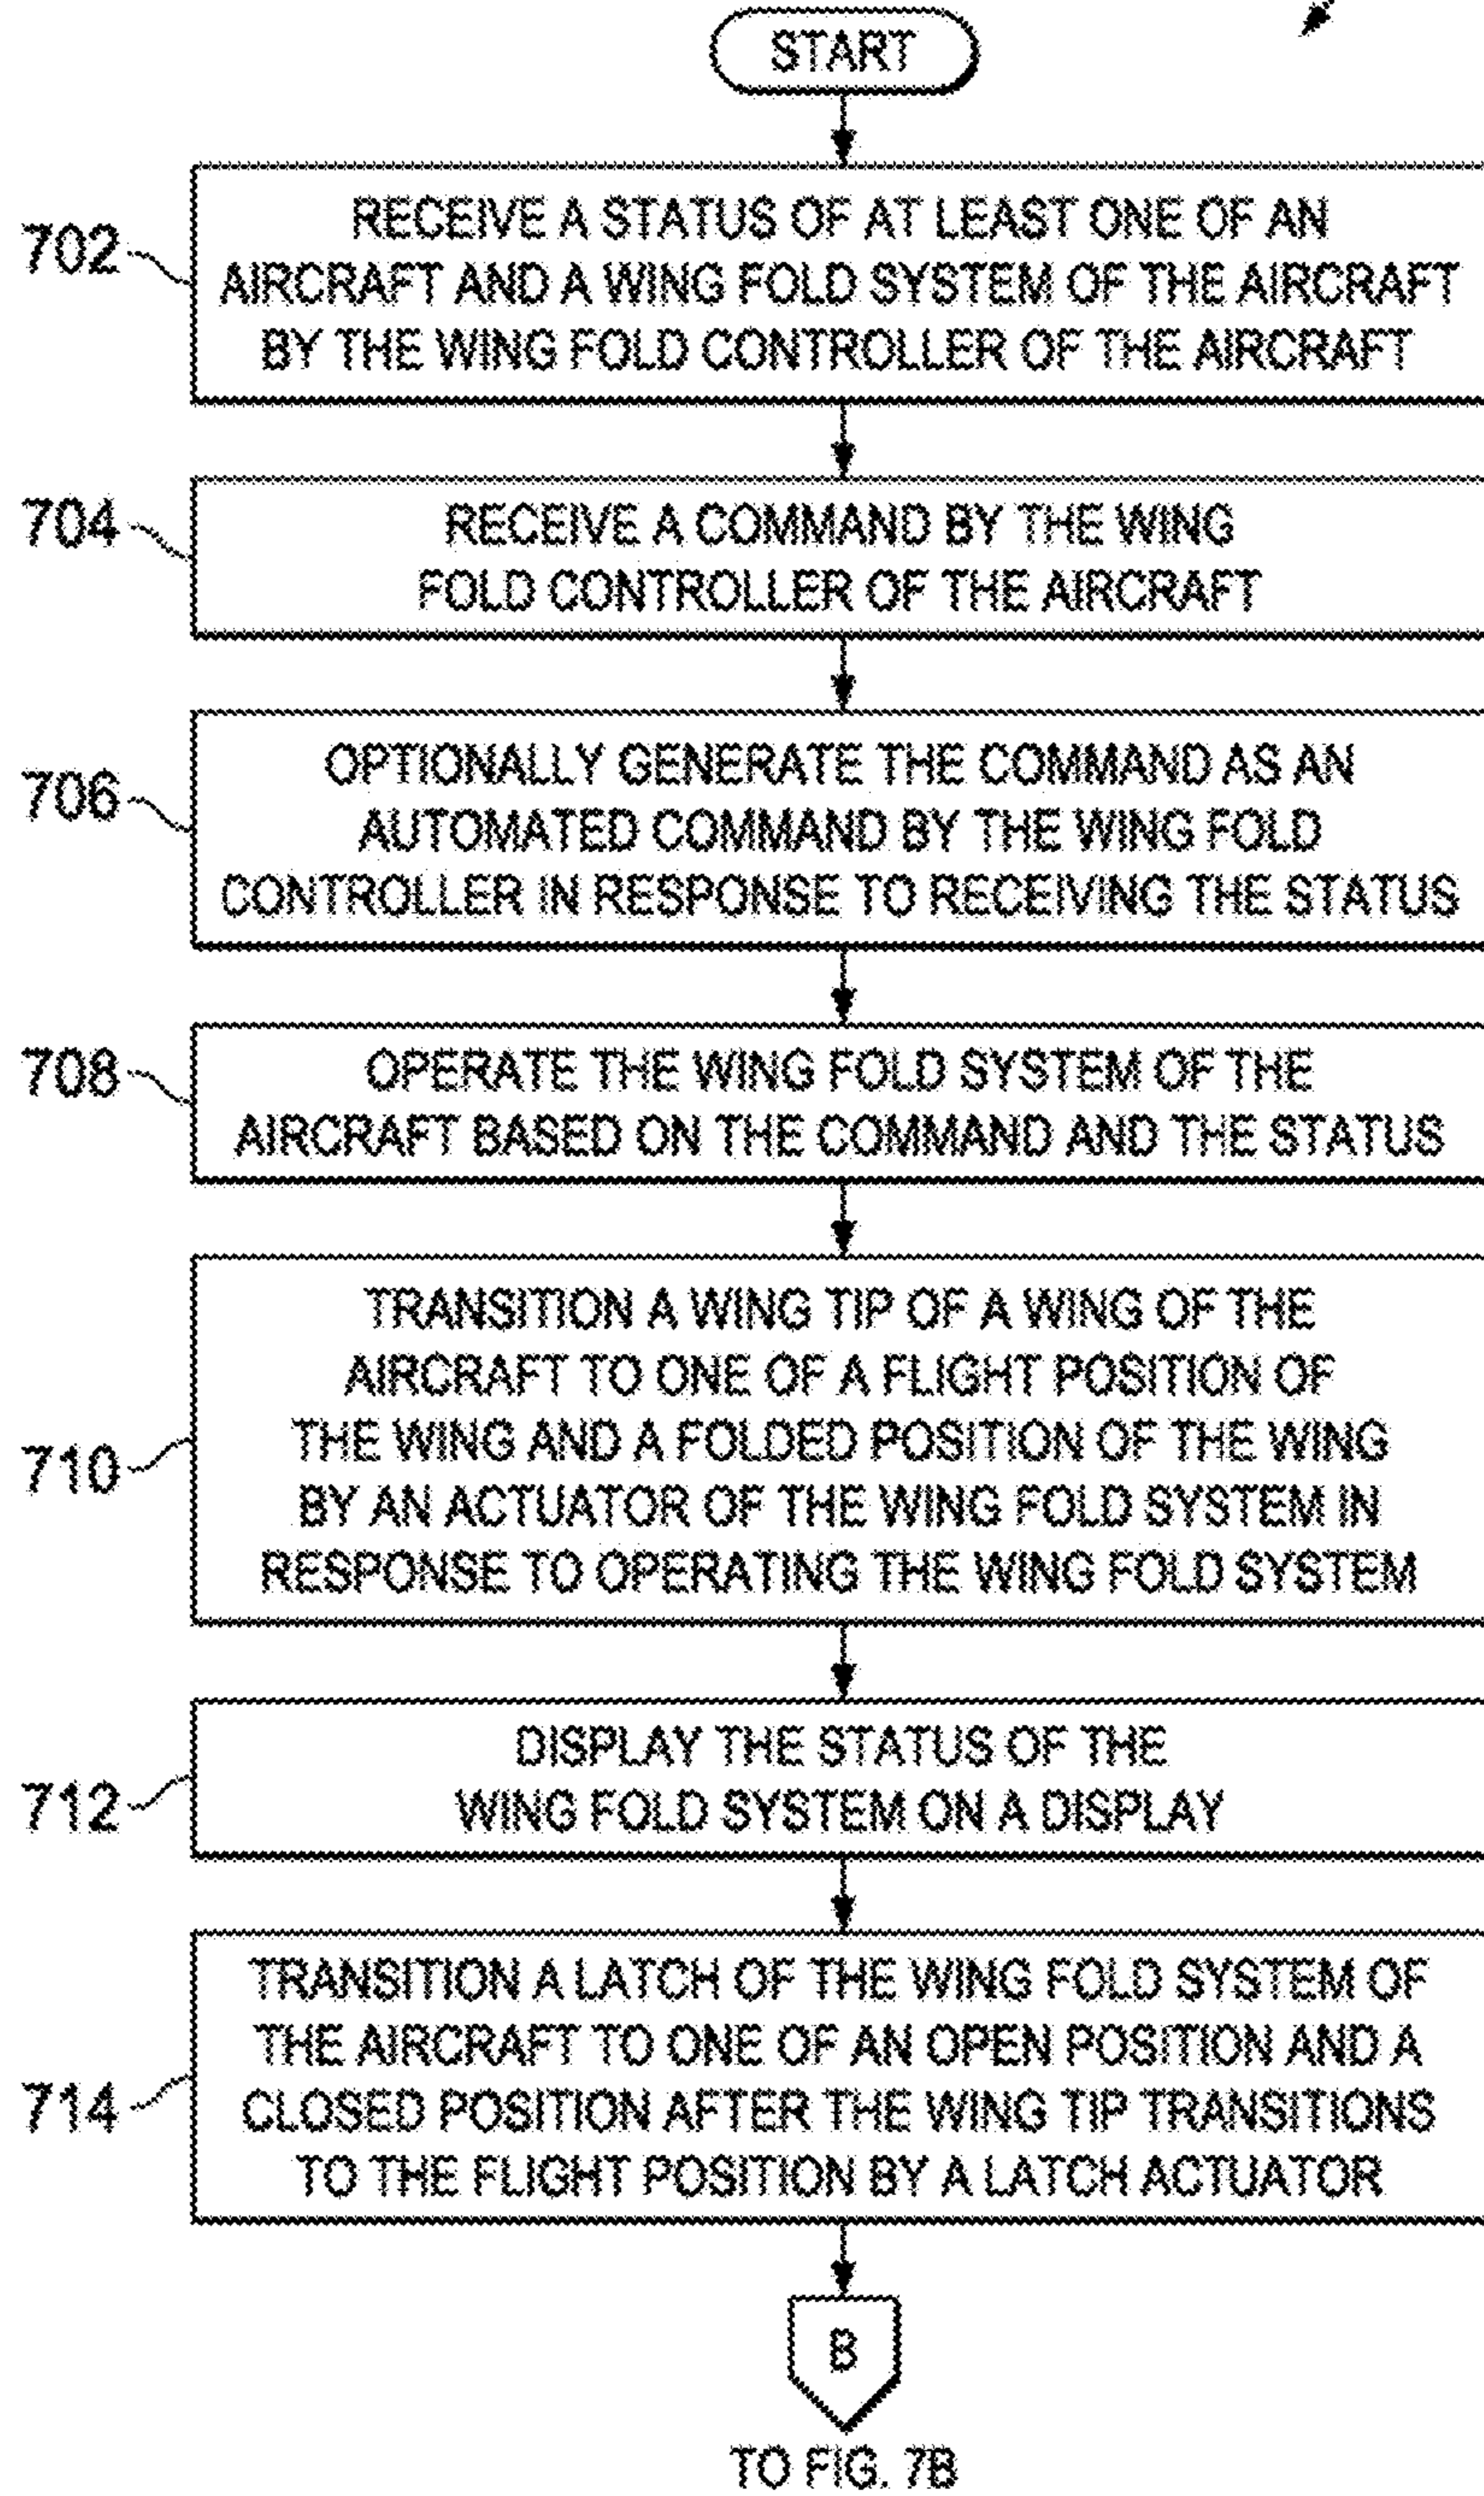 START
702
RECEIVE A STATUS OF AT LEAST ONE OF AN
AIRCRAFT AND A WING FOLD SYSTEM OF THE AIRCRAFT
BY THE WING FOLD CONTROLLER OF THE AIRCRAFT
704
RECEIVE A COMMAND BY THE WING
FOLD CONTROLLER OF THE AIRCRAFT
706
OPTIONALLY GENERATE THE COMMAND AS AN
AUTOMATED COMMAND BY THE WING FOLD
CONTROLLER IN RESPONSE TO RECEIVING THE STATUS
708
OPERATE THE WING FOLD SYSTEM OF THE
AIRCRAFT BASED ON THE COMMAND AND THE STATUS
710
TRANSITION A WING TIP OF A WING OF THE
AIRCRAFT TO ONE OF A FLIGHT POSITION OF
THE WING AND A FOLDED POSITION OF THE WING
BY AN ACTUATOR OF THE WING FOLD SYSTEM IN
RESPONSE TO OPERATING THE WING FOLD SYSTEM
712
DISPLAY THE STATUS OF THE
WING FOLD SYSTEM ON A DISPLAY
714
TRANSITION A LATCH OF THE WING FOLD SYSTEM OF
THE AIRCRAFT TO ONE OF AN OPEN POSITION AND A
CLOSED POSITION AFTER THE WING TIP TRANSITIONS
TO THE FLIGHT POSITION BY A LATCH ACTUATOR
B
TO FIG. 7B